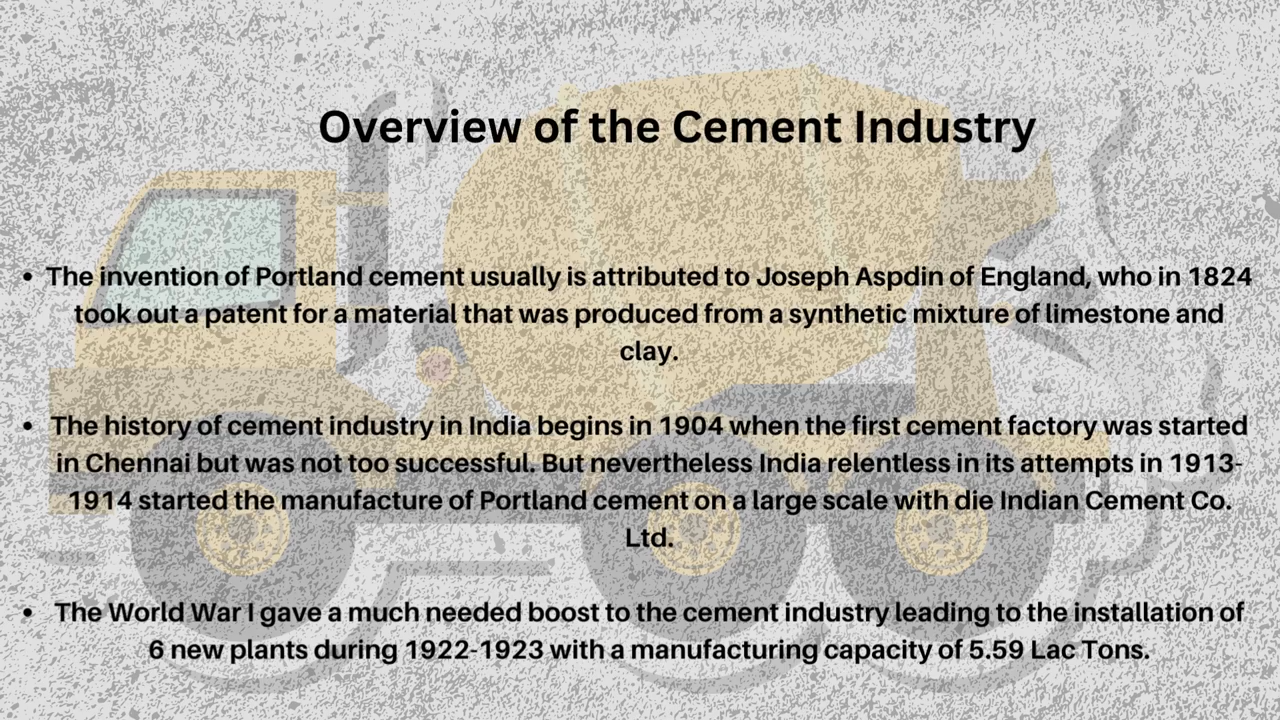 Overview of the Cement Industry
• The invention of Portland cement usually is attributed to Joseph Aspdin of England, who in 1824
took out a patent for a material that was produced from a synthetic mixture of limestone and
clay.
• The history of cement industry in India begins in 1904 when the first cement factory was started
in Chennai but was not too successful. But nevertheless India relentless in its attempts in 1913-
1914 started the manufacture of Portland cement on a large scale with die Indian Cement Co.
Ltd.
• The World War I gave a much needed boost to the cement industry leading to the installation of
6 new plants during 1922-1923 with a manufacturing capacity of 5.59 Lac Tons.